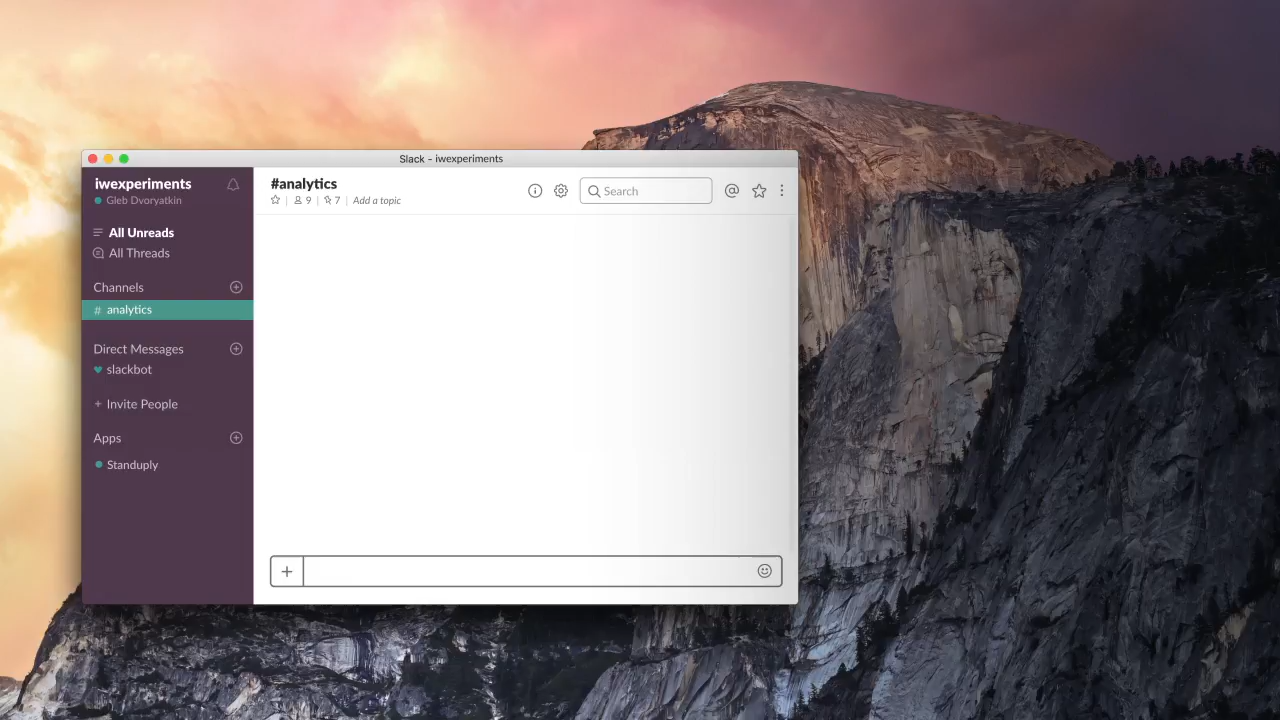 Slack - iwexperiments
iwexperiments
Gleb Dvoryatkin
All Unreads
All Threads
Channels
# analytics
Direct Messages
slackbot
+ Invite People
Apps
Standuply
#analytics
9 | 7 | Add a topic
Search